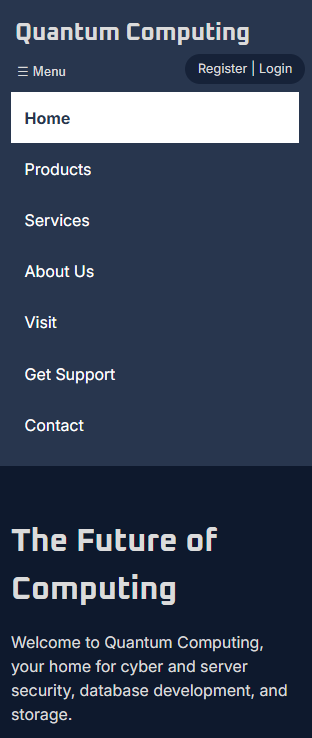 Quantum Computing
☰ Menu
Register | Login
Home
Products
Services
About Us
Visit
Get Support
Contact
The Future of
Computing
Welcome to Quantum Computing,
your home for cyber and server
security, database development, and
storage.